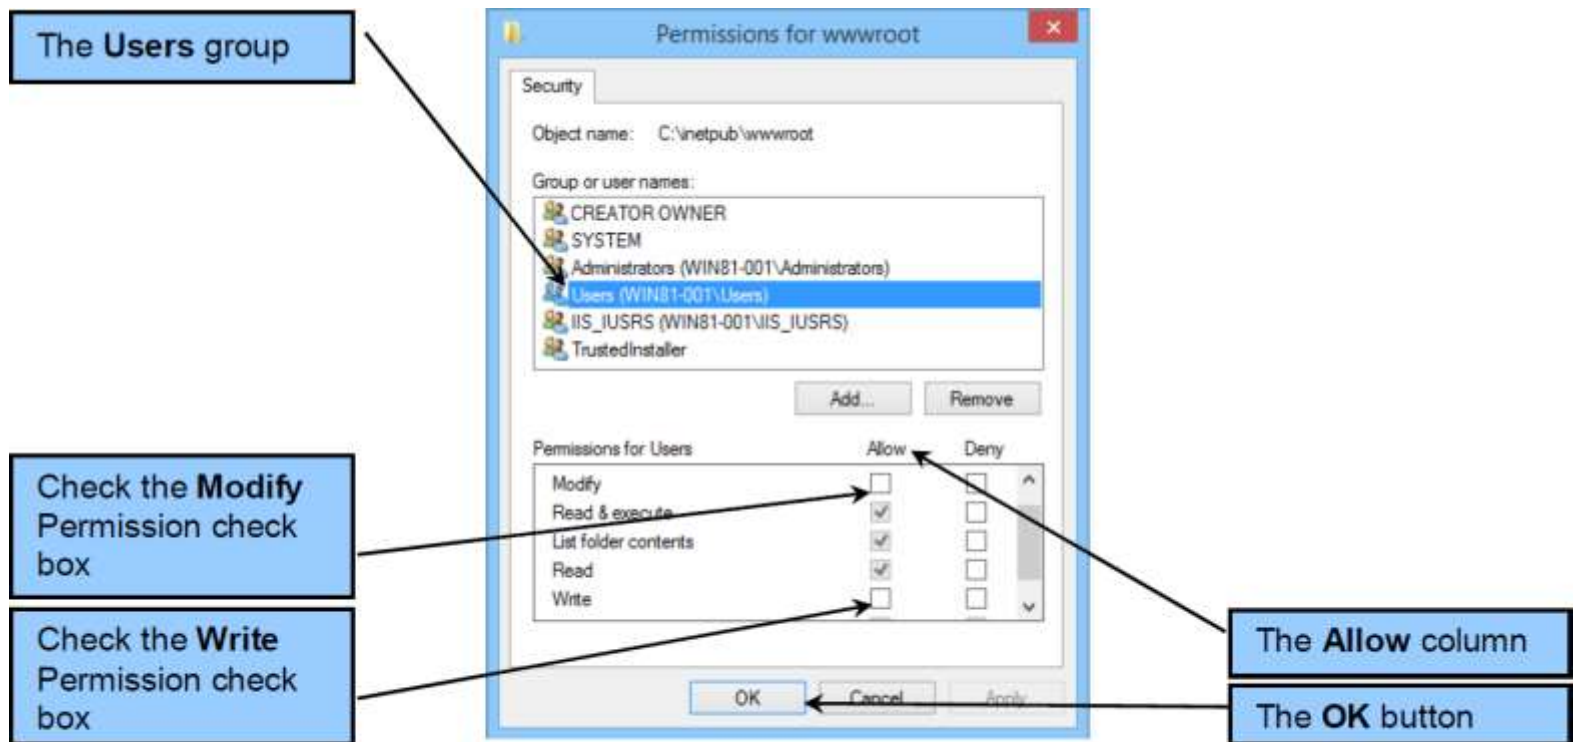 The Users group
Permissions for wwwroot
Security
Object name: C:\inetpub\wwwroot
Group or user names:
CREATOR OWNER
SYSTEM
Administrators (WIN81-001\Administrators)
Users (WIN81-001\Users)
IIS_IUSRS (WIN81-001\IIS_IUSRS)
TrustedInstaller
Add... Remove
Permissions for Users Allow Deny
Modify
Read & execute
List folder contents
Read
Write
OK Cancel Apply
Check the Modify
Permission check
box
Check the Write
Permission check
box
The Allow column
The OK button